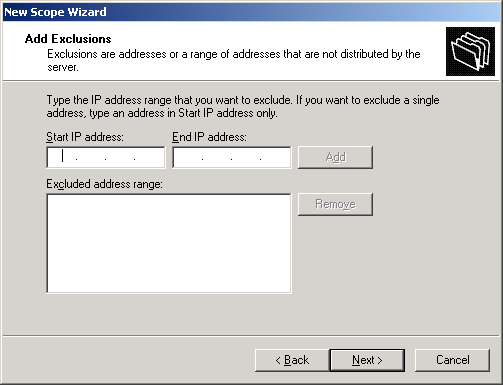 New Scope Wizard
Add Exclusions
Exclusions are addresses or a range of addresses that are not distributed by the
server.
Type the IP address range that you want to exclude. If you want to exclude a single
address, type an address in Start IP address only.
Start IP address: End IP address:
. . . . . . Add
Excluded address range:
Remove
< Back Next > Cancel